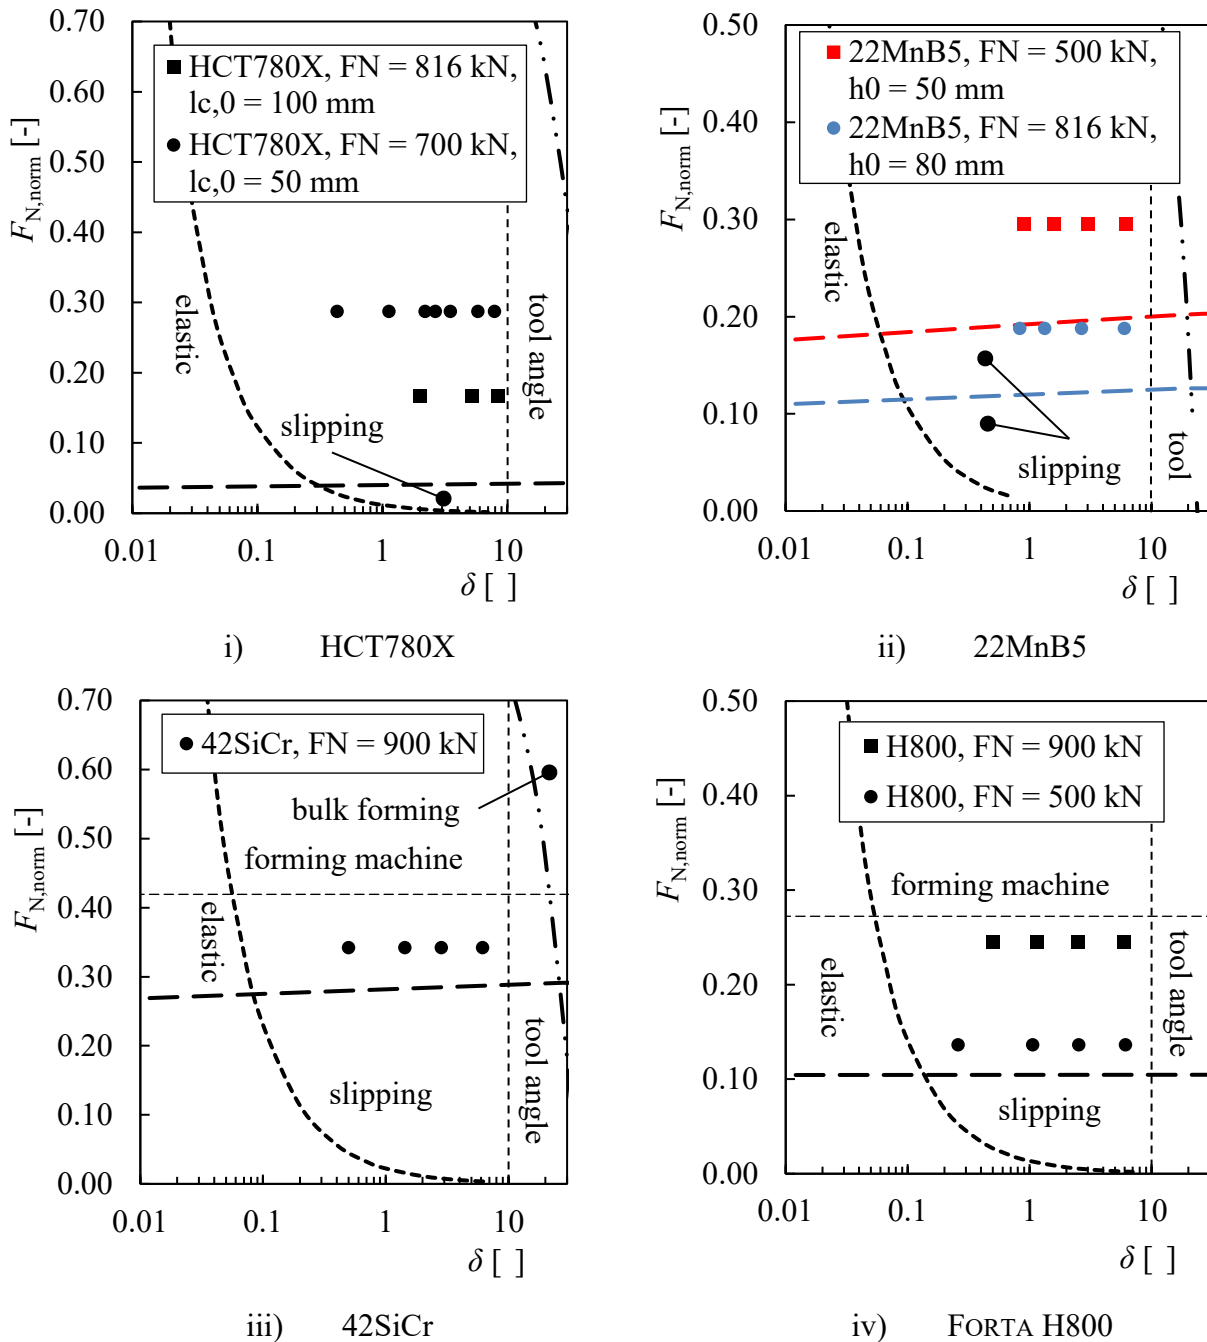 0.70
0.60
0.50
0.40
0.30
0.20
0.10
0.00
F_N,norm [-]
HCT780X, FN = 816 kN,
lc,0 = 100 mm
HCT780X, FN = 700 kN,
lc,0 = 50 mm
elastic
slipping
tool angle
0.01 0.1 1 10
δ [ ]
i) HCT780X
0.50
0.40
0.30
0.20
0.10
0.00
F_N,norm [-]
22MnB5, FN = 500 kN,
h0 = 50 mm
22MnB5, FN = 816 kN,
h0 = 80 mm
elastic
slipping
tool
0.01 0.1 1 10
δ [ ]
ii) 22MnB5
0.70
0.60
0.50
0.40
0.30
0.20
0.10
0.00
F_N,norm [-]
42SiCr, FN = 900 kN
bulk forming
forming machine
elastic
slipping
tool angle
0.01 0.1 1 10
δ [ ]
iii) 42SiCr
0.50
0.40
0.30
0.20
0.10
0.00
F_N,norm [-]
H800, FN = 900 kN
H800, FN = 500 kN
forming machine
elastic
slipping
tool angle
0.01 0.1 1 10
δ [ ]
iv) FORTA H800